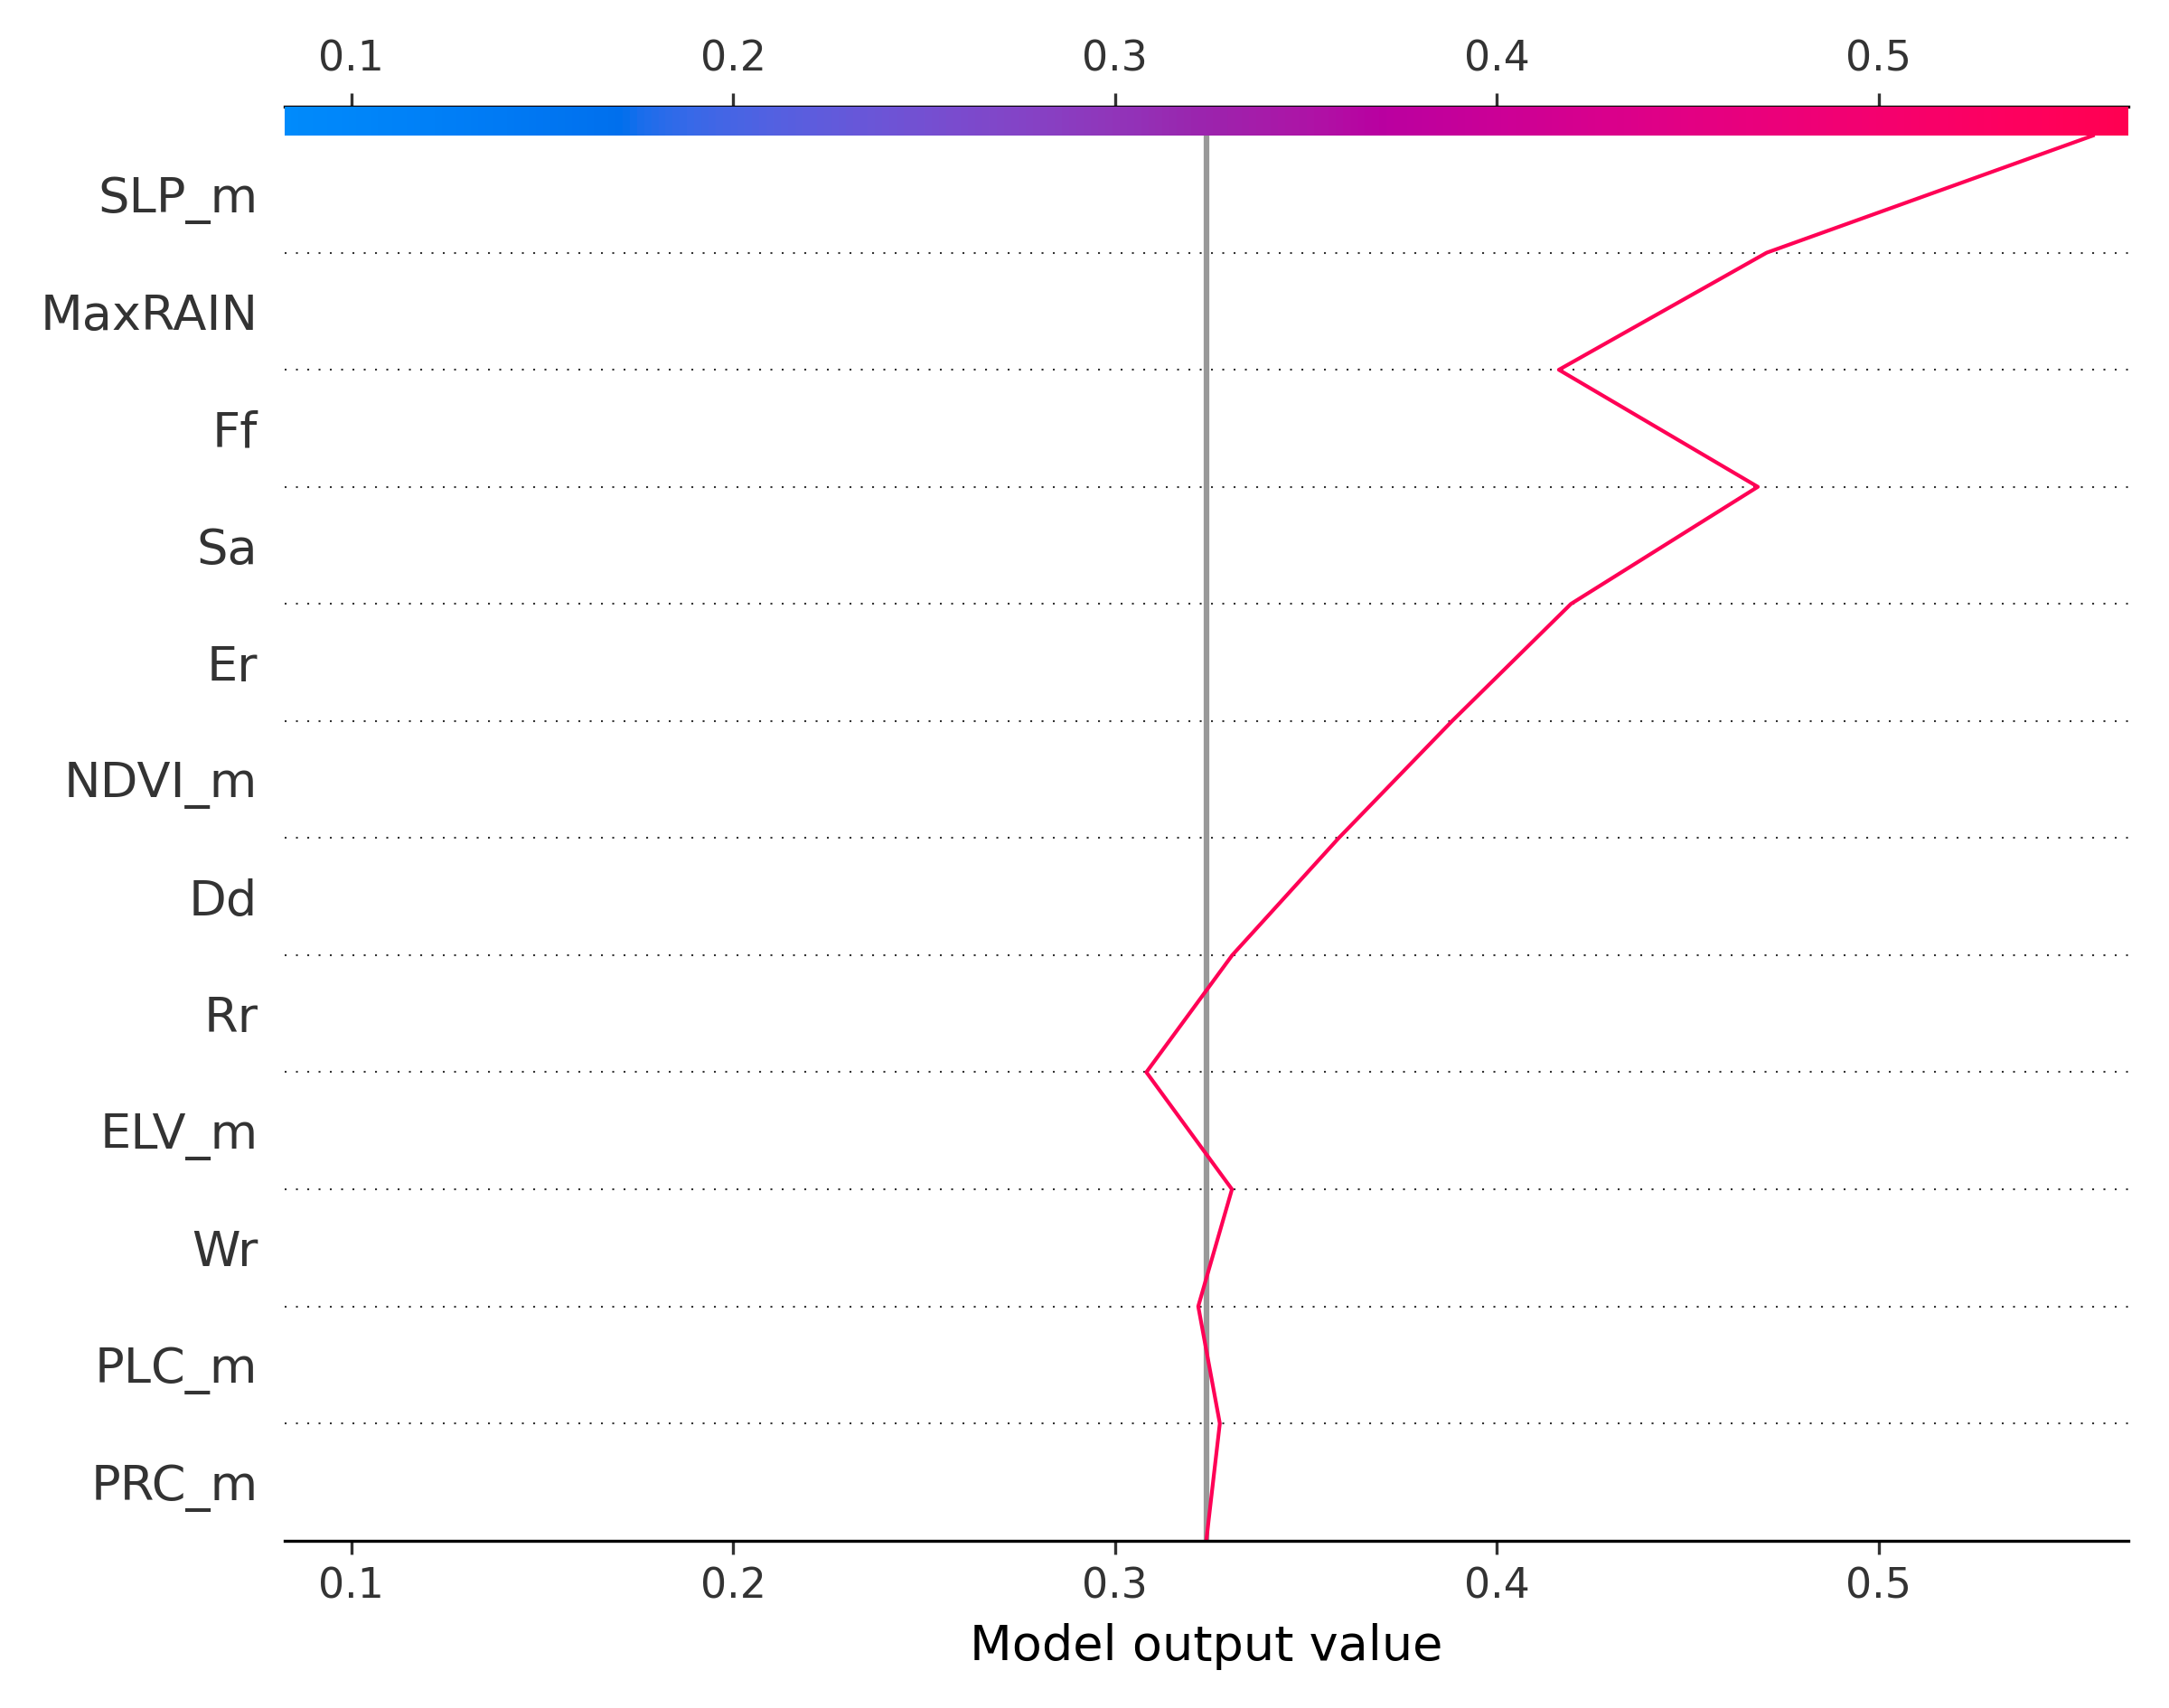 0.1 0.2 0.3 0.4 0.5
SLP_m
MaxRAIN
Ff
Sa
Er
NDVI_m
Dd
Rr
ELV_m
Wr
PLC_m
PRC_m
0.1 0.2 0.3 0.4 0.5
Model output value